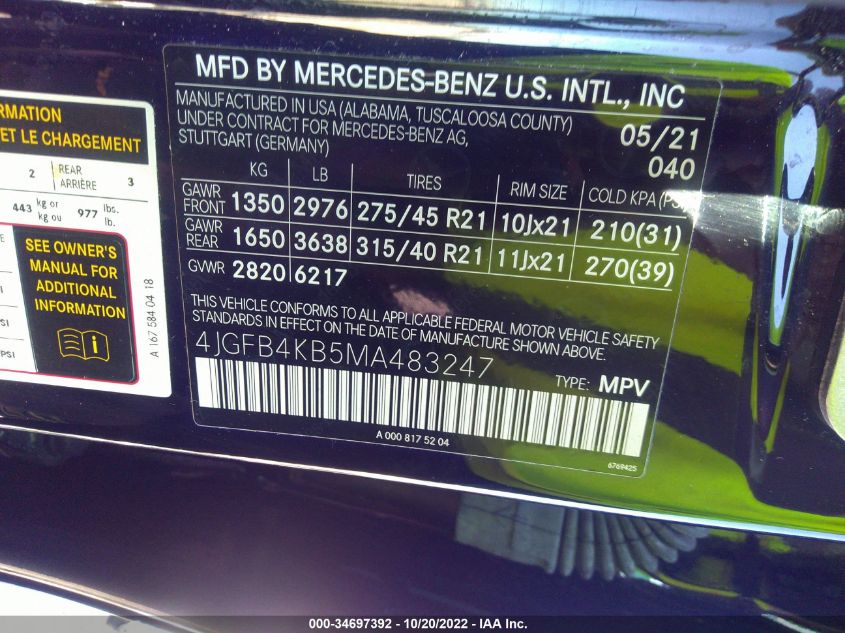 MFD BY MERCEDES-BENZ U.S. INTL., INC
MANUFACTURED IN USA (ALABAMA, TUSCALOOSA COUNTY)
UNDER CONTRACT FOR MERCEDES-BENZ AG,
STUTTGART (GERMANY)
05/21
040
KG LB TIRES RIM SIZE COLD KPA
GAWR FRONT 1350 2976 275/45 R21 10Jx21 210(31)
GAWR REAR 1650 3638 315/40 R21 11Jx21 270(39)
GVWR 2820 6217
THIS VEHICLE CONFORMS TO ALL APPLICABLE FEDERAL MOTOR VEHICLE SAFETY
STANDARDS IN EFFECT ON THE DATE OF MANUFACTURE SHOWN ABOVE.
4JGFB4KB5MA483247
TYPE: MPV
A 000 817 52 04
6769425
ET LE CHARGEMENT
2 REAR ARRIÈRE 3
443 kg or kg ou 977 lbs. lb.
SEE OWNER'S
MANUAL FOR
ADDITIONAL
INFORMATION
A 167 584 04 18
000-34697392 - 10/20/2022 - IAA Inc.